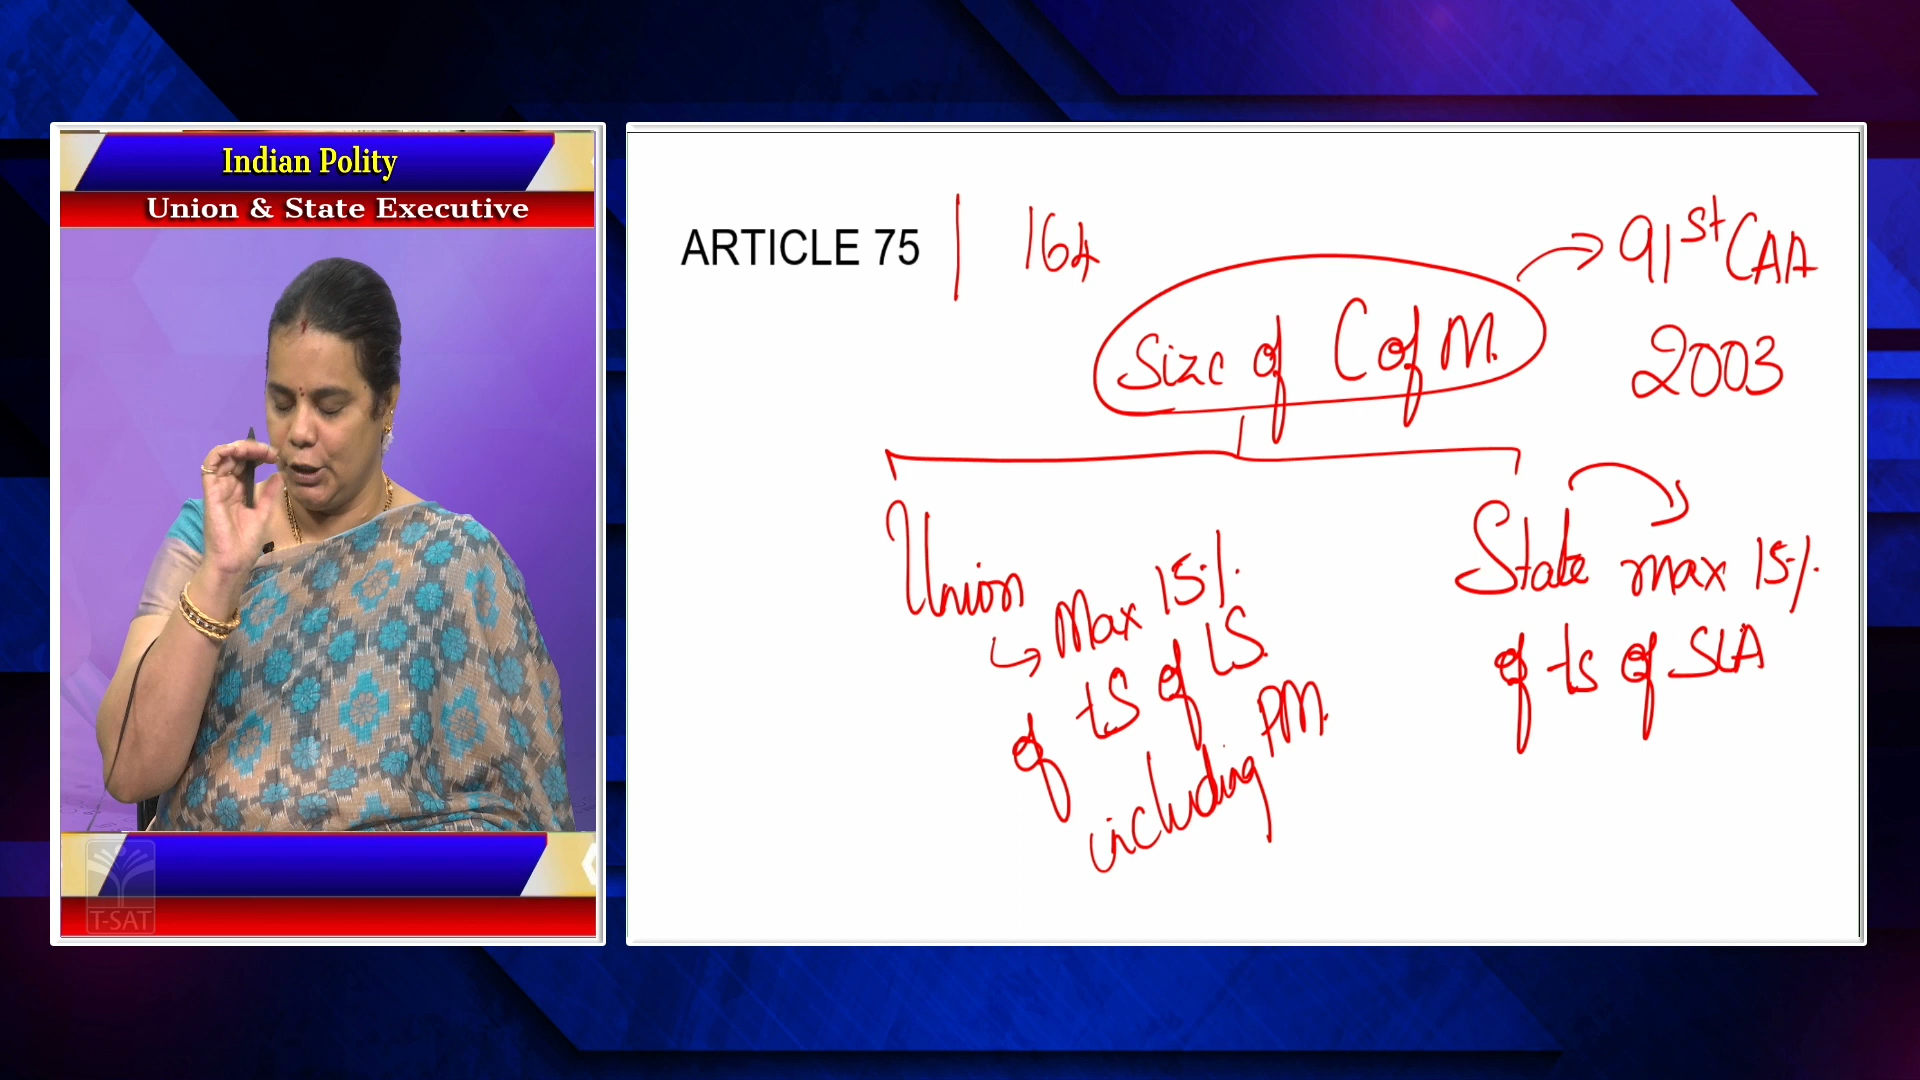 Indian Polity
Union & State Executive
T-SAT
ARTICLE 75 | 164
91st CAA
2003
Size of C of M.
Union
Max 15%
of ts of LS
including PM.
State max 15%
of ts of SLA